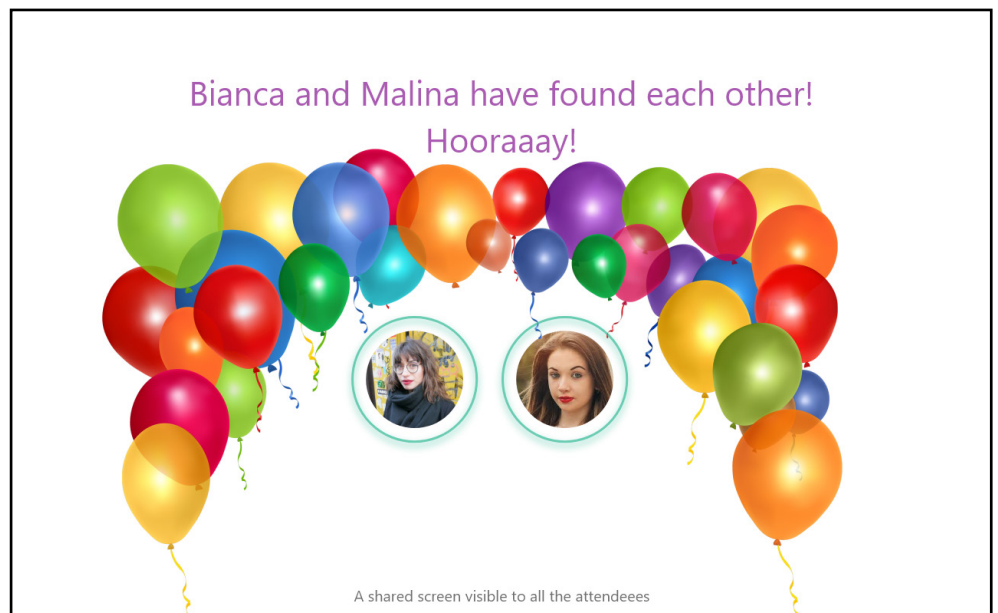 Bianca and Malina have found each other!
Hooraaay!
A shared screen visible to all the attendeees